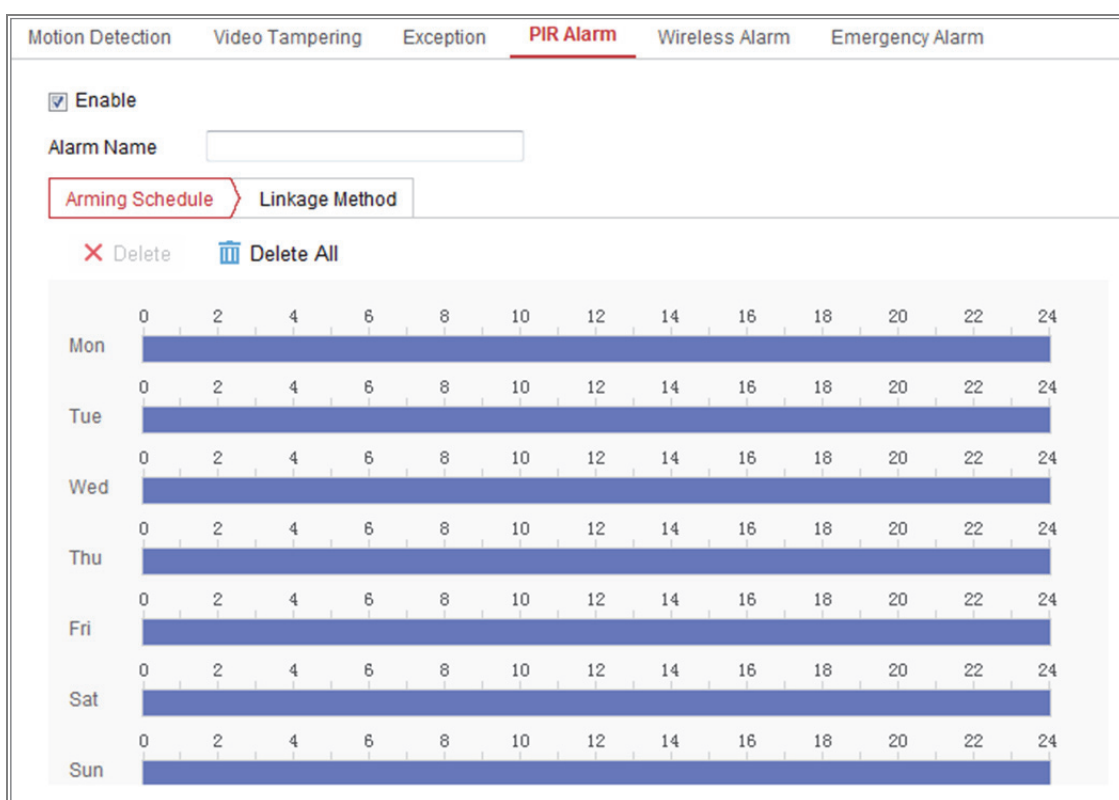 Motion Detection Video Tampering Exception PIR Alarm Wireless Alarm Emergency Alarm
Enable
Alarm Name
Arming Schedule Linkage Method
Delete Delete All
0 2 4 6 8 10 12 14 16 18 20 22 24
Mon
0 2 4 6 8 10 12 14 16 18 20 22 24
Tue
0 2 4 6 8 10 12 14 16 18 20 22 24
Wed
0 2 4 6 8 10 12 14 16 18 20 22 24
Thu
0 2 4 6 8 10 12 14 16 18 20 22 24
Fri
0 2 4 6 8 10 12 14 16 18 20 22 24
Sat
0 2 4 6 8 10 12 14 16 18 20 22 24
Sun